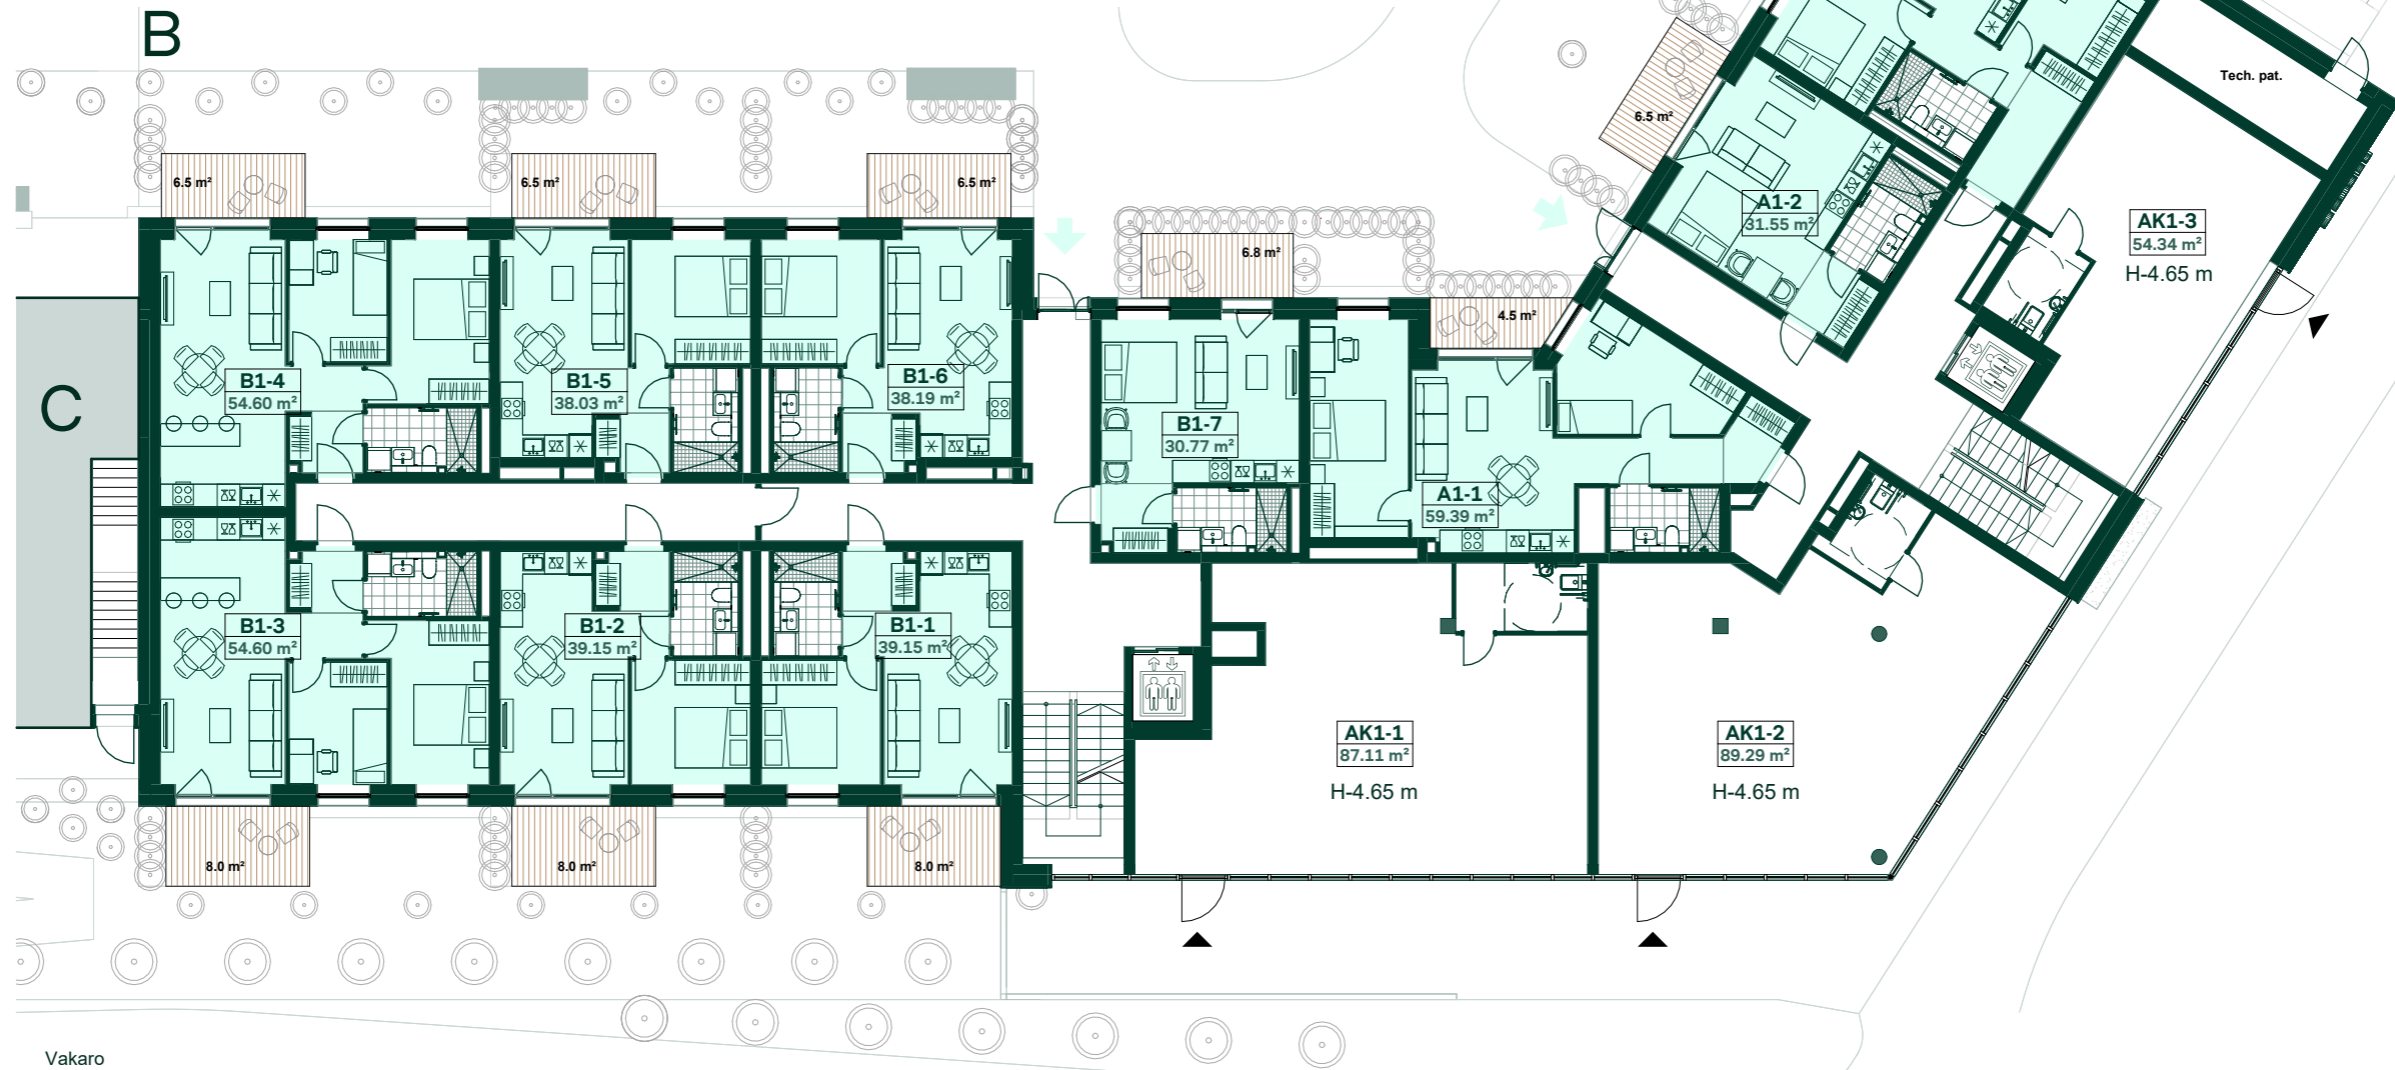 B
Tech. pat.
6.5 m²
6.5 m²
6.5 m²
6.5 m²
A1-2
31.55 m²
AK1-3
54.34 m²
H-4.65 m
6.8 m²
4.5 m²
B1-4
54.60 m²
B1-5
38.03 m²
B1-6
38.19 m²
C
B1-7
30.77 m²
A1-1
59.39 m²
B1-3
54.60 m²
B1-2
39.15 m²
B1-1
39.15 m²
AK1-1
87.11 m²
H-4.65 m
AK1-2
89.29 m²
H-4.65 m
8.0 m²
8.0 m²
8.0 m²
Vakaro